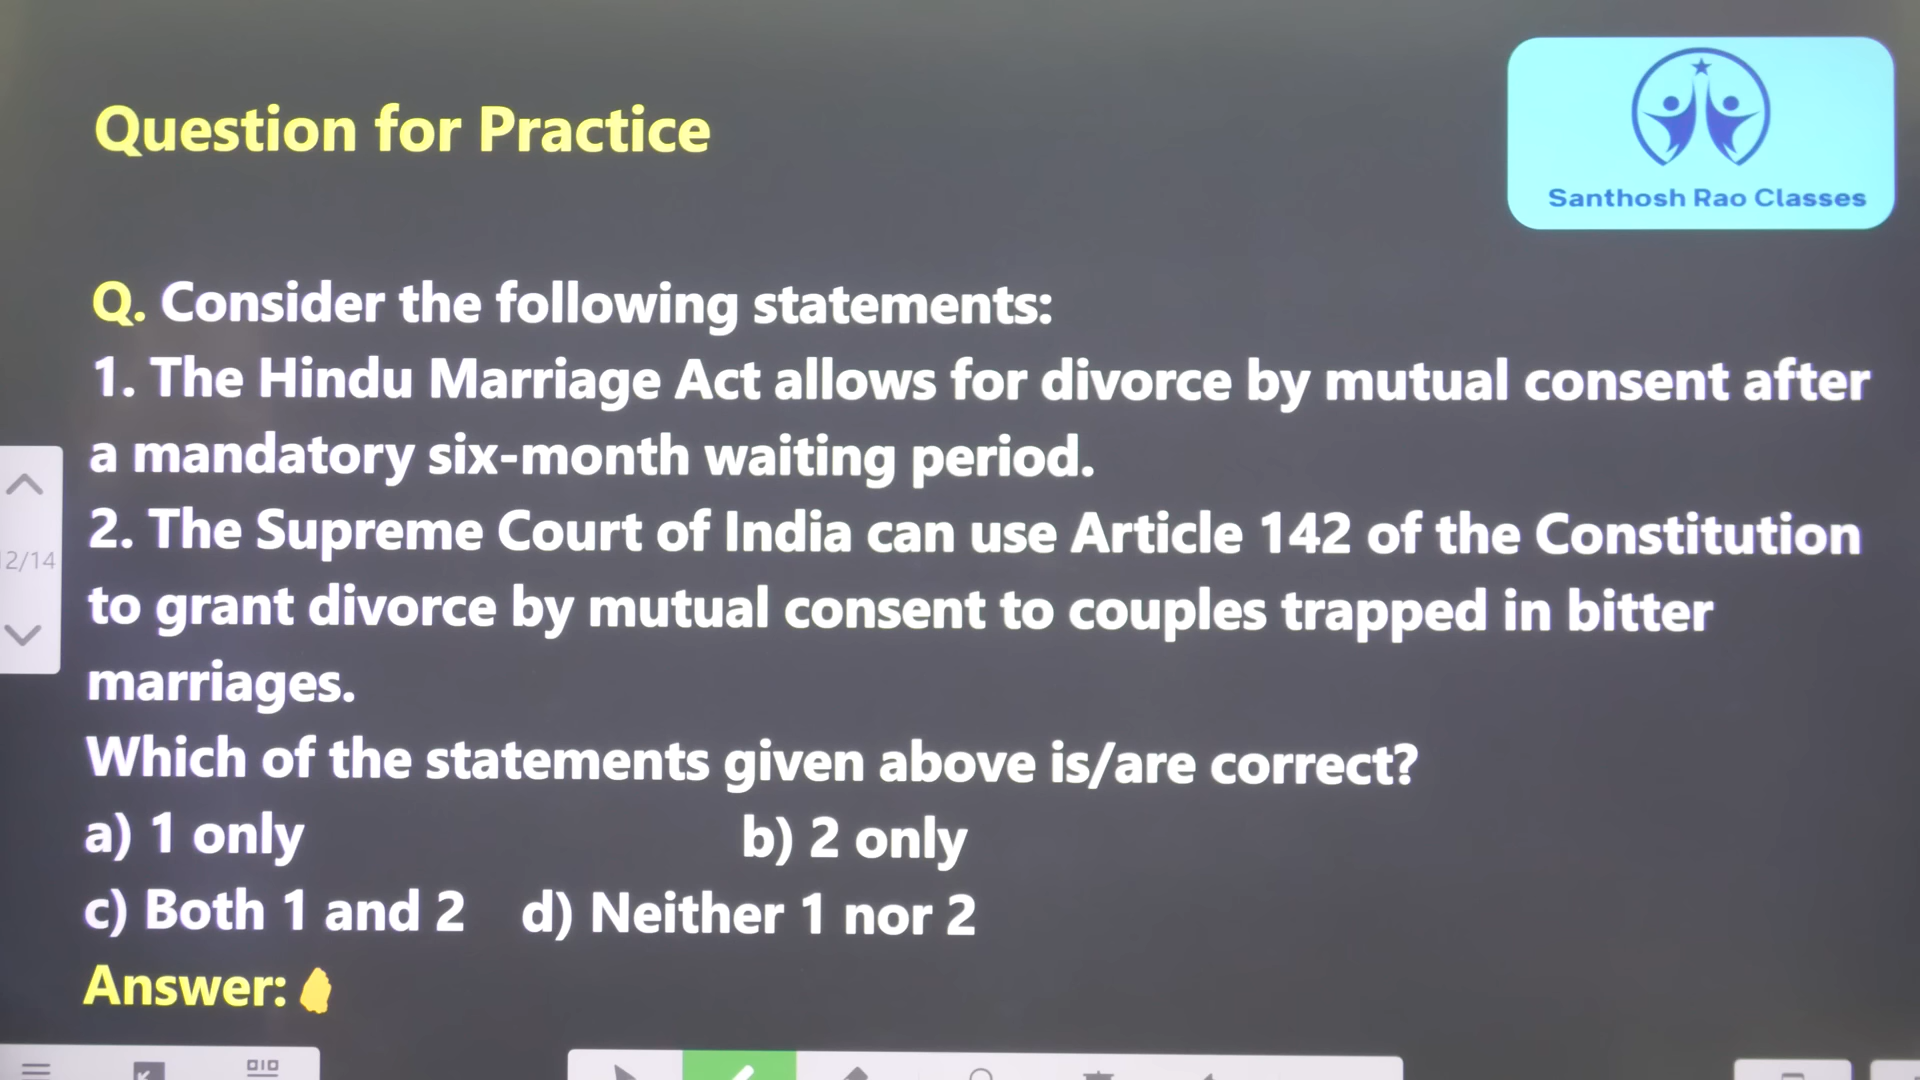 Question for Practice
Santhosh Rao Classes
Q. Consider the following statements:
1. The Hindu Marriage Act allows for divorce by mutual consent after
a mandatory six-month waiting period.
2. The Supreme Court of India can use Article 142 of the Constitution
to grant divorce by mutual consent to couples trapped in bitter
marriages.
Which of the statements given above is/are correct?
a) 1 only b) 2 only
c) Both 1 and 2 d) Neither 1 nor 2
Answer:
12/14